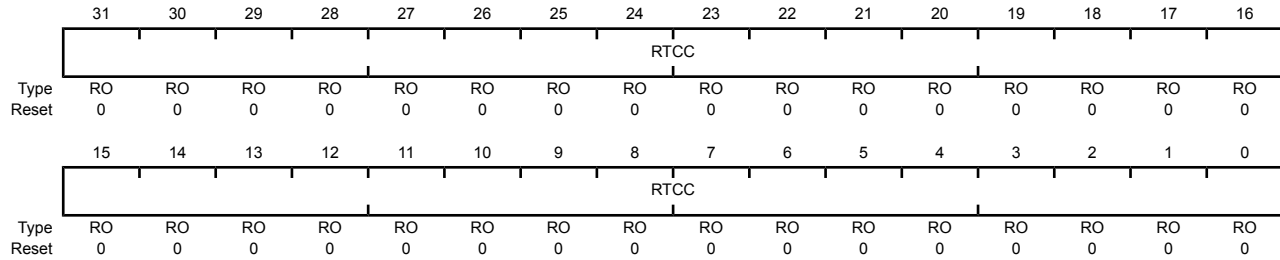 31 30 29 28 27 26 25 24 23 22 21 20 19 18 17 16
RTCC
Type RO RO RO RO RO RO RO RO RO RO RO RO RO RO RO RO
Reset 0 0 0 0 0 0 0 0 0 0 0 0 0 0 0 0
15 14 13 12 11 10 9 8 7 6 5 4 3 2 1 0
RTCC
Type RO RO RO RO RO RO RO RO RO RO RO RO RO RO RO RO
Reset 0 0 0 0 0 0 0 0 0 0 0 0 0 0 0 0